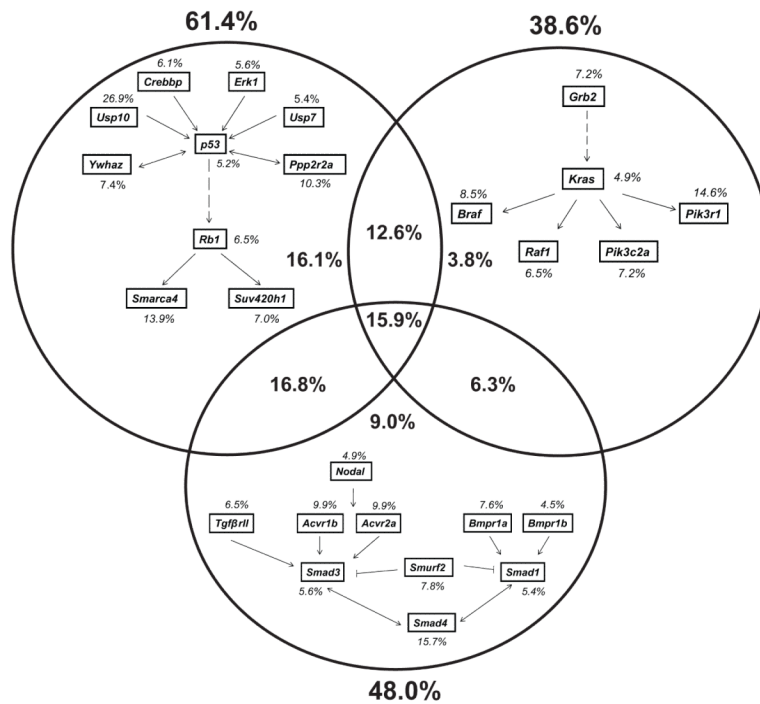 61.4%
38.6%
6.1%
Crebbp
5.6%
Erk1
26.9%
Usp10
5.4%
Usp7
p53
5.2%
Ywhaz
7.4%
Ppp2r2a
10.3%
Rb1
6.5%
16.1%
Smarca4
13.9%
Suv420h1
7.0%
7.2%
Grb2
Kras
4.9%
8.5%
Braf
14.6%
Pik3r1
Raf1
6.5%
Pik3c2a
7.2%
12.6%
3.8%
15.9%
16.8%
6.3%
9.0%
4.9%
Nodal
6.5%
TgfβrII
9.9%
Acvr1b
9.9%
Acvr2a
7.6%
Bmpr1a
4.5%
Bmpr1b
Smad3
5.6%
Smurf2
7.8%
Smad1
5.4%
Smad4
15.7%
48.0%